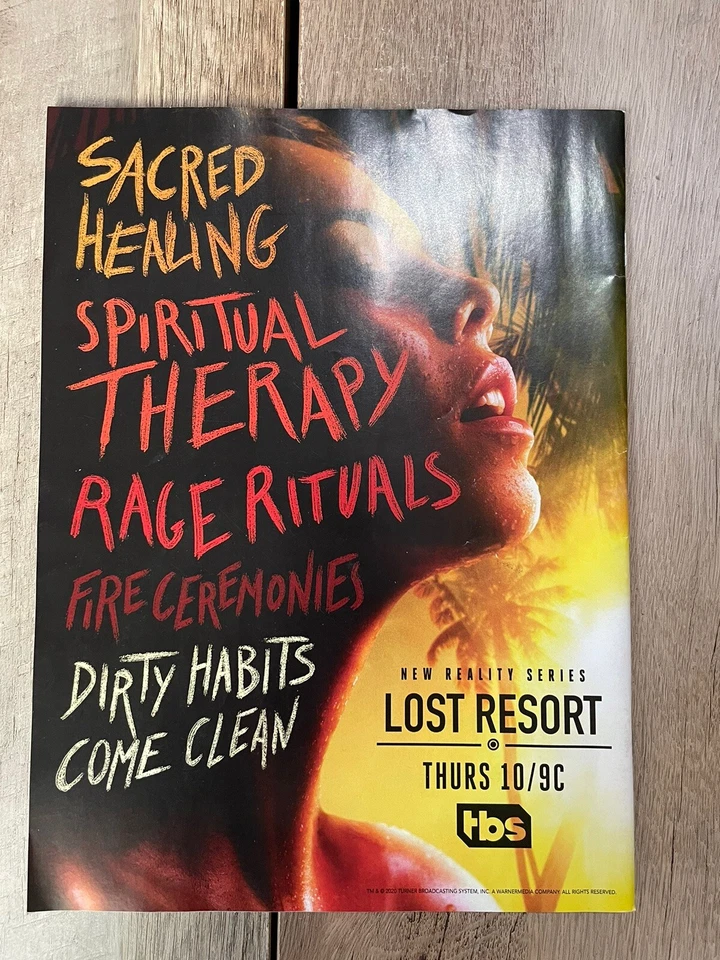 SACRED
HEALING
SPIRITUAL
THERAPY
RAGE RITUALS
FIRE CEREMONIES
DIRTY HABITS
COME CLEAN
NEW REALITY SERIES
LOST RESORT
THURS 10/9C
tbs
TM & © 2020 TURNER BROADCASTING SYSTEM, INC. A WARNERMEDIA COMPANY. ALL RIGHTS RESERVED.